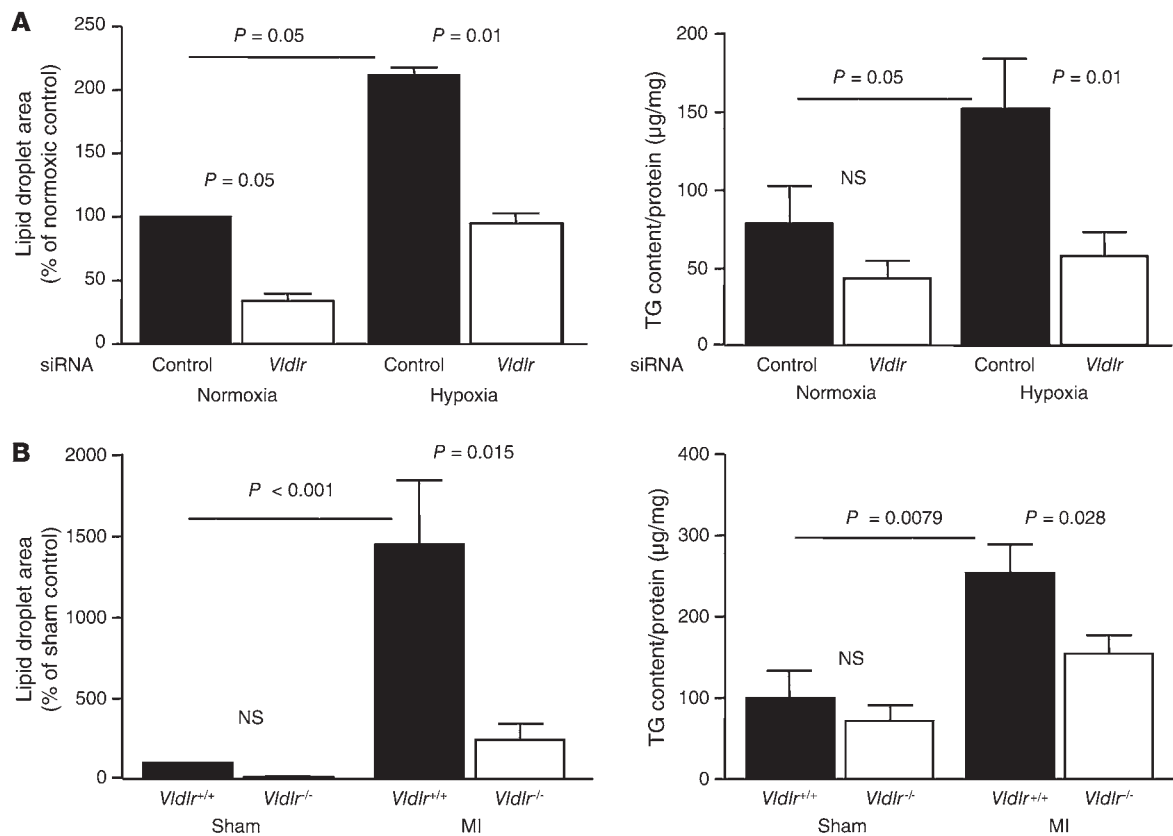 A
Lipid droplet area
(% of normoxic control)
250
200
150
100
50
0
P = 0.05
P = 0.01
P = 0.05
siRNA Control Vldlr Control Vldlr
Normoxia Hypoxia
TG content/protein (µg/mg)
200
150
100
50
0
P = 0.05
P = 0.01
NS
siRNA Control Vldlr Control Vldlr
Normoxia Hypoxia
B
Lipid droplet area
(% of sham control)
2000
1500
1000
500
0
P = 0.015
P < 0.001
NS
Vldlr+/+ Vldlr-/- Vldlr+/+ Vldlr-/-
Sham MI
TG content/protein (µg/mg)
400
300
200
100
0
P = 0.0079
P = 0.028
NS
Vldlr+/+ Vldlr-/- Vldlr+/+ Vldlr-/-
Sham MI